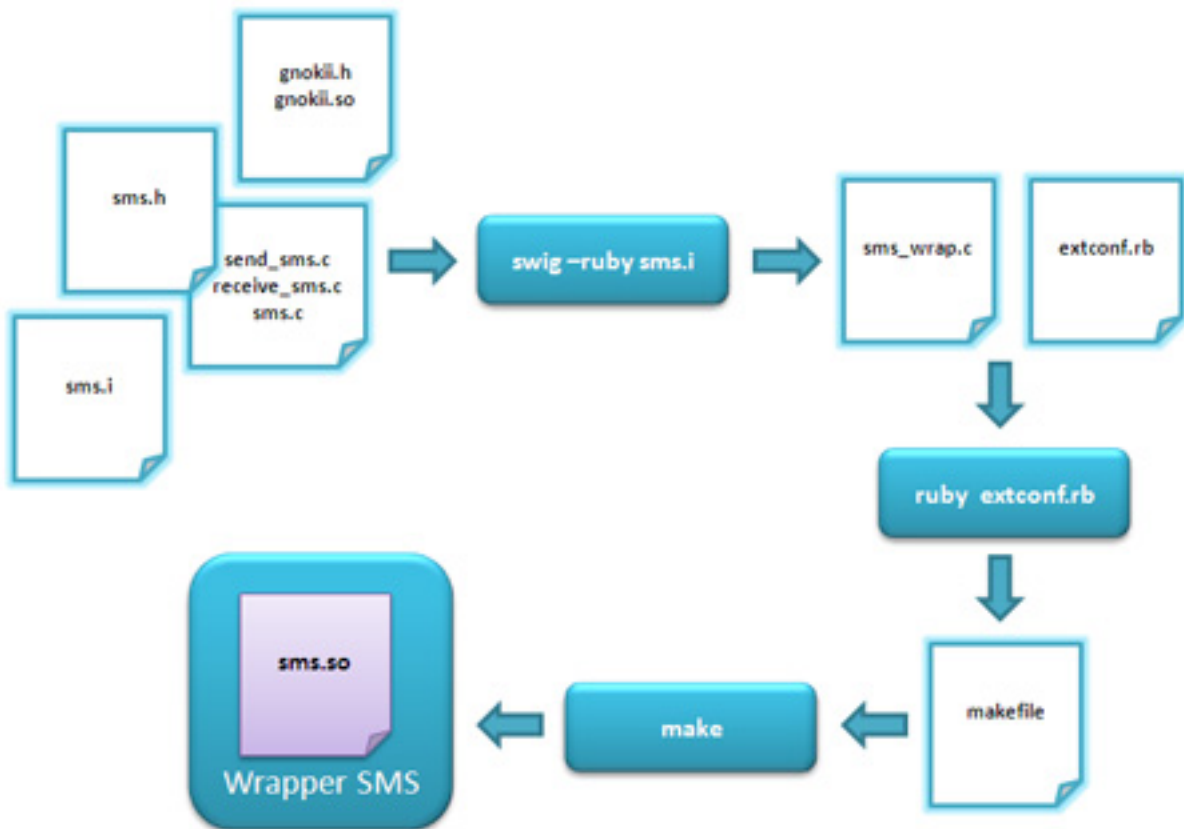 gnokii.h
gnokii.so
sms.h
send_sms.c
receive_sms.c
sms.c
sms.i
swig –ruby sms.i
sms_wrap.c
extconf.rb
ruby extconf.rb
makefile
make
sms.so
Wrapper SMS